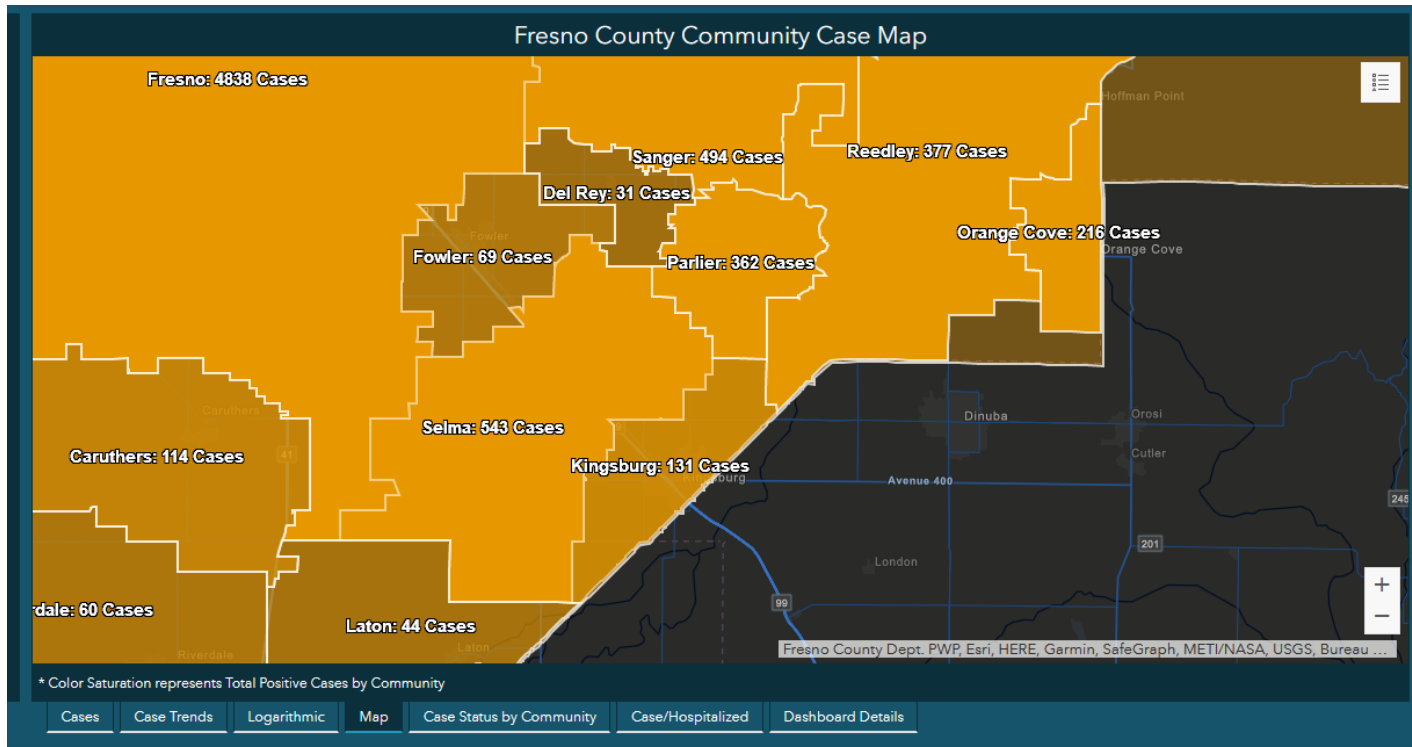 Fresno County Community Case Map
Fresno: 4838 Cases
Hoffman Point
Sanger: 494 Cases
Reedley: 377 Cases
Del Rey: 31 Cases
Fowler
Orange Cove: 216 Cases
Orange Cove
Fowler: 69 Cases
Parlier: 362 Cases
Caruthers
Dinuba
Orosi
Selma: 543 Cases
Caruthers: 114 Cases
41
Cutler
Kingsburg: 131 Cases
Kingsburg
Avenue 400
245
201
London
99
rdale: 60 Cases
Laton: 44 Cases
Riverdale
Laton
+
−
Fresno County Dept. PWP, Esri, HERE, Garmin, SafeGraph, METI/NASA, USGS, Bureau ...
* Color Saturation represents Total Positive Cases by Community
Cases
Case Trends
Logarithmic
Map
Case Status by Community
Case/Hospitalized
Dashboard Details